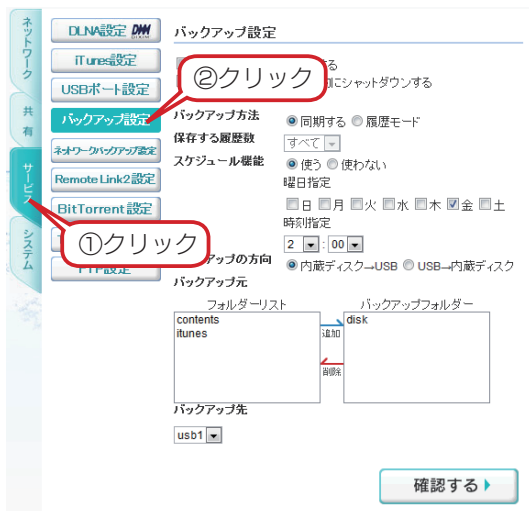 ネットワーク
共有
サービス
システム
DLNA設定
iTunes設定
USBポート設定
バックアップ設定
ネットワークバックアップ設定
Remote Link2設定
BitTorrent設定
FTP設定
①クリック
②クリック
バックアップ設定
する
にシャットダウンする
バックアップ方法
同期する 履歴モード
保存する履歴数
すべて
スケジュール機能
使う 使わない
曜日指定
日 月 火 水 木 金 土
時刻指定
2 : 00
アップの方向
内蔵ディスク→USB USB→内蔵ディスク
バックアップ元
フォルダーリスト バックアップフォルダー
contents
itunes
追加
削除
disk
バックアップ先
usb1
確認する